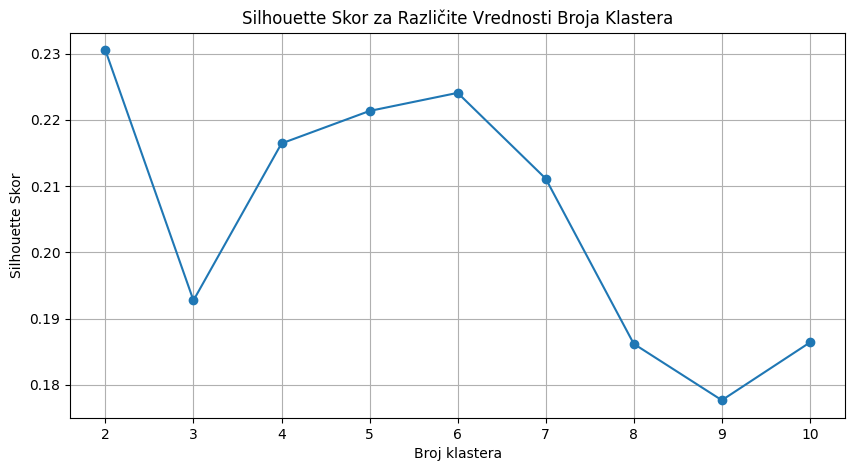 Silhouette Skor za Različite Vrednosti Broja Klastera
Silhouette Skor
0.23
0.22
0.21
0.20
0.19
0.18
2 3 4 5 6 7 8 9 10
Broj klastera